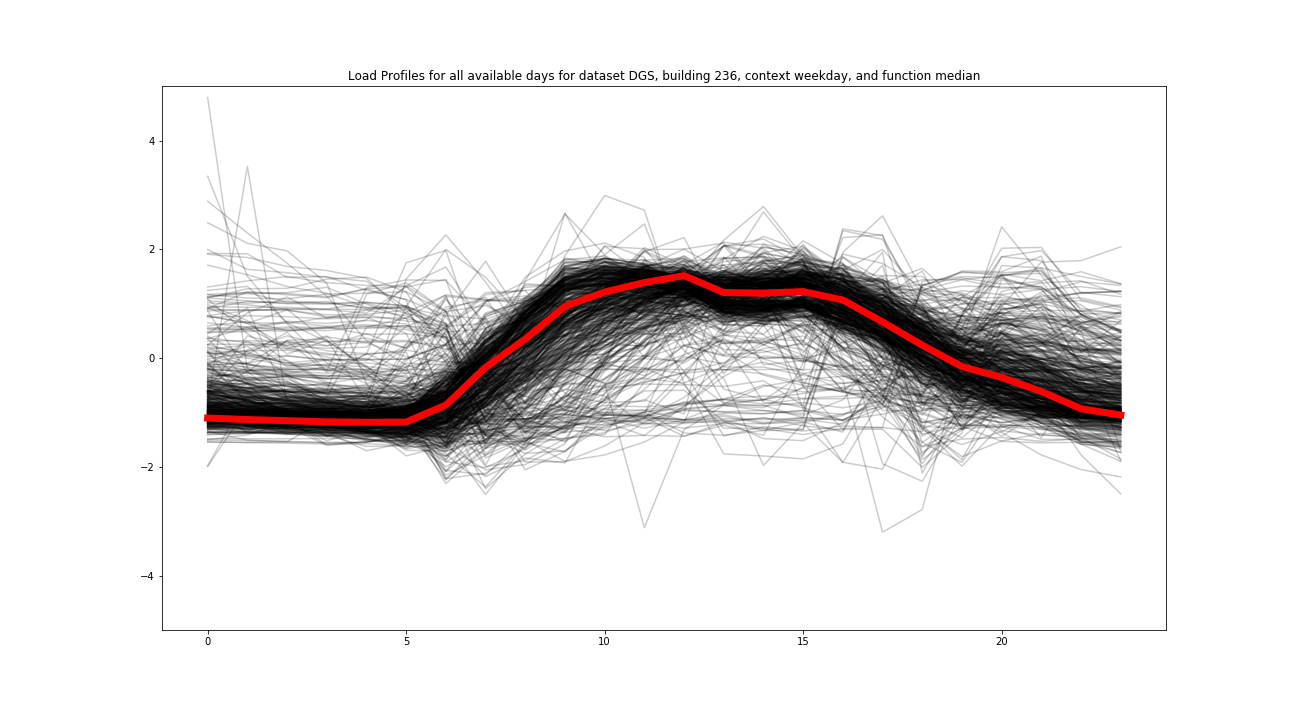 Load Profiles for all available days for dataset DGS, building 236, context weekday, and function median
4
2
0
−2
−4
0 5 10 15 20